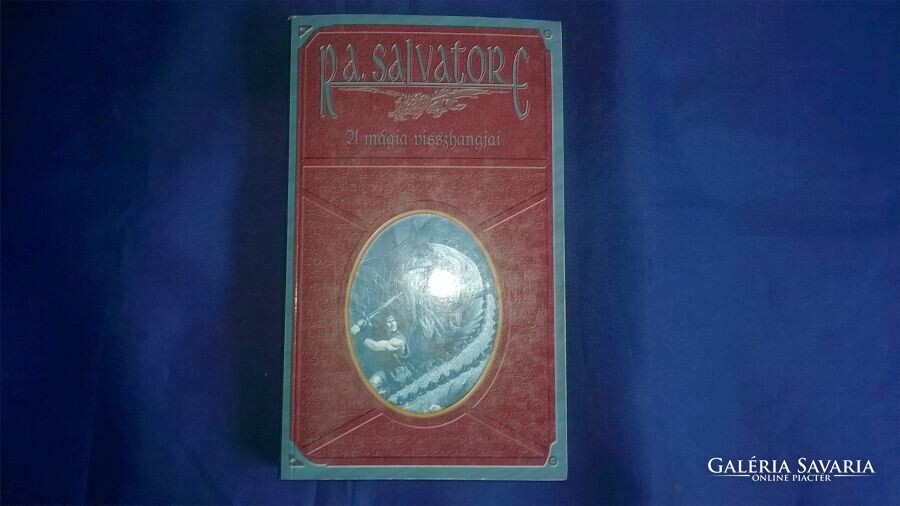 R.A. SALVATORE
A mágia visszhangjai
GALÉRIA SAVARIA
ONLINE PIACTÉR